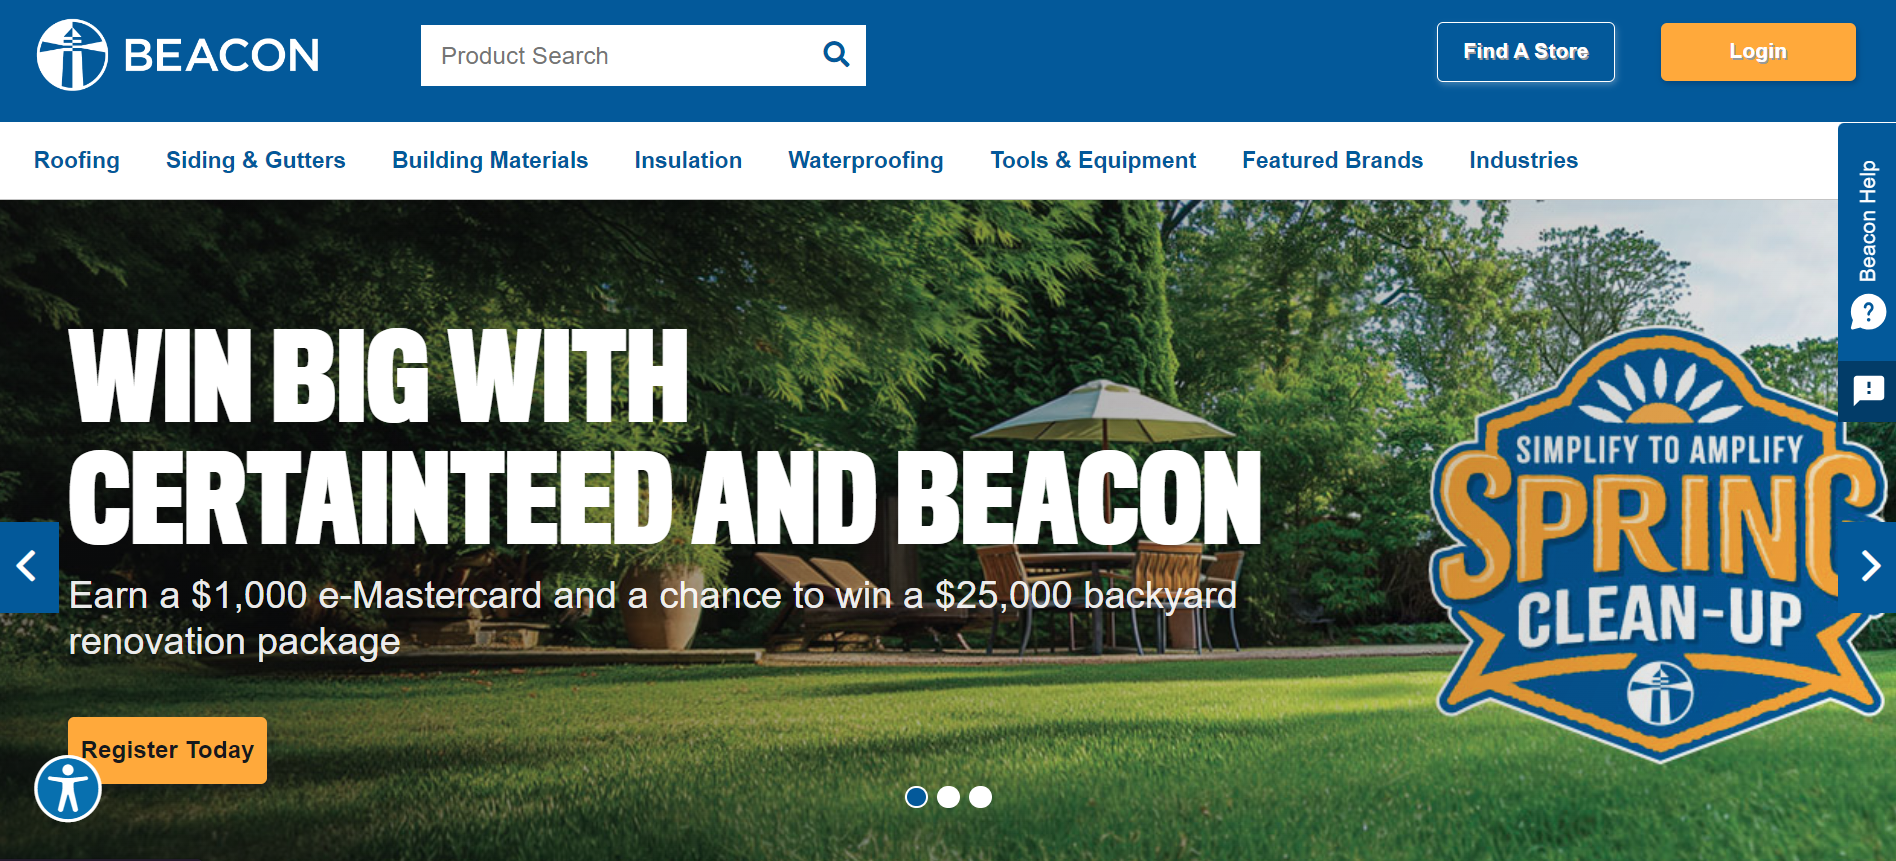 BEACON
Product Search
Find A Store
Login
Roofing
Siding & Gutters
Building Materials
Insulation
Waterproofing
Tools & Equipment
Featured Brands
Industries
Beacon Help
WIN BIG WITH
CERTAINTEED AND BEACON
Earn a $1,000 e-Mastercard and a chance to win a $25,000 backyard
renovation package
Register Today
SIMPLIFY TO AMPLIFY
SPRING
CLEAN-UP